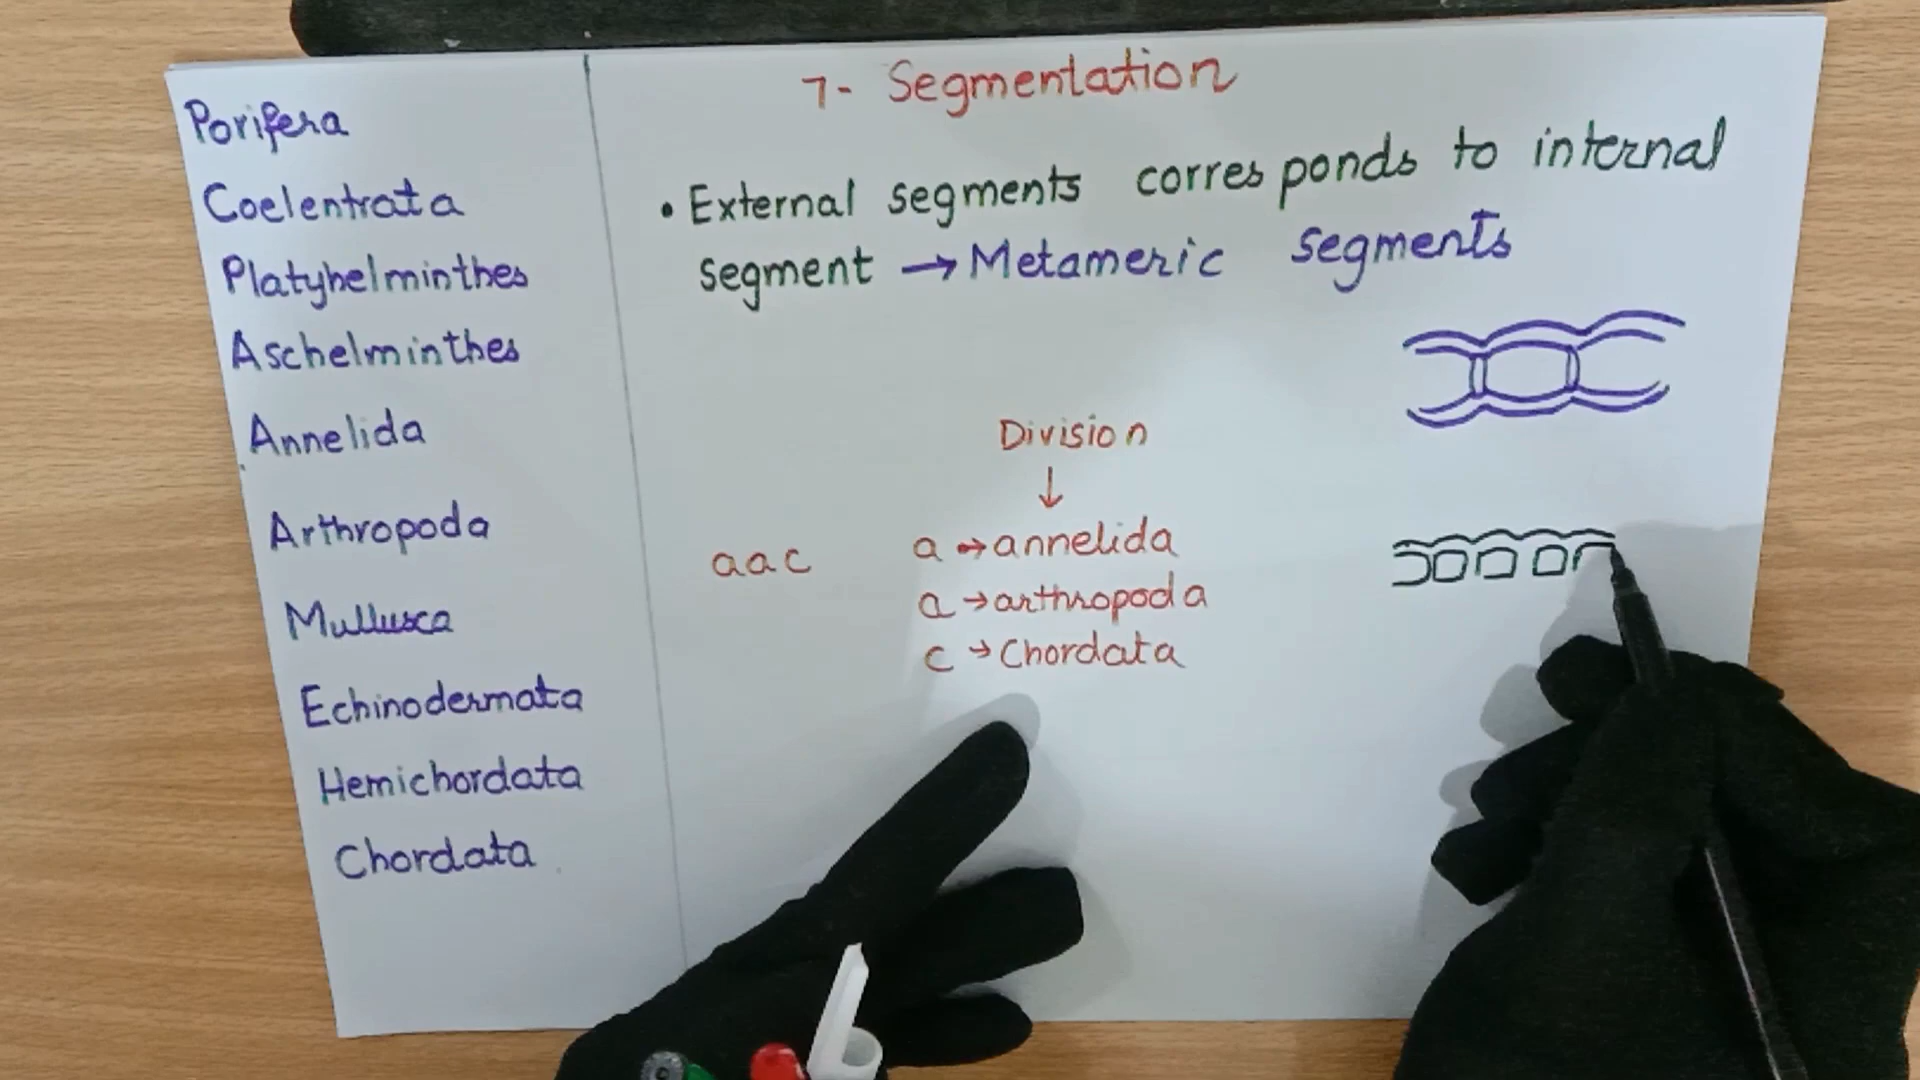 Porifera
Coelentrata
Platyhelminthes
Aschelminthes
Annelida
Arthropoda
Mullusca
Echinodermata
Hemichordata
Chordata
7- Segmentation
• External segments corresponds to internal
segment → Metameric segments
Division
↓
aac
a → annelida
a → arthropoda
c → Chordata